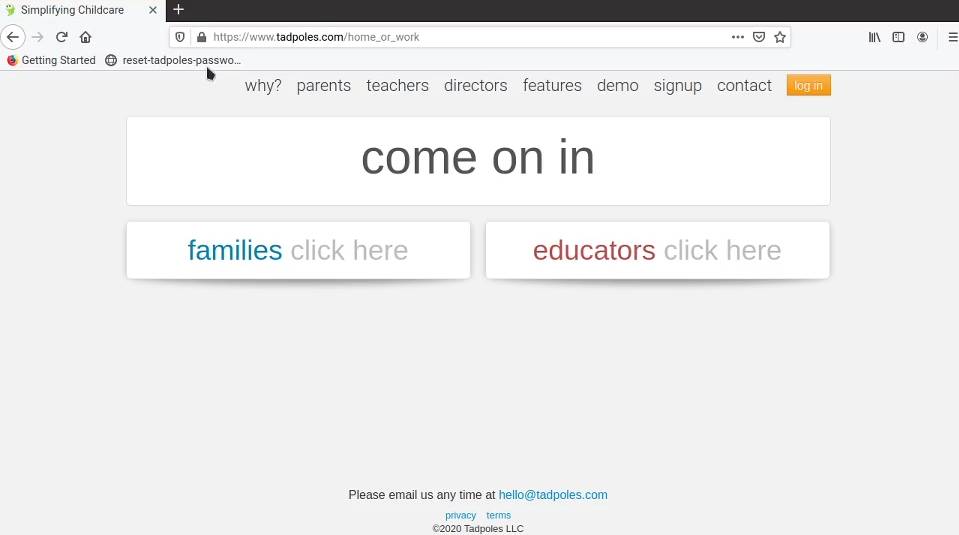 Simplifying Childcare
https://www.tadpoles.com/home_or_work
Getting Started reset-tadpoles-passwo...
why? parents teachers directors features demo signup contact log in
come on in
families click here educators click here
Please email us any time at hello@tadpoles.com
privacy terms
©2020 Tadpoles LLC